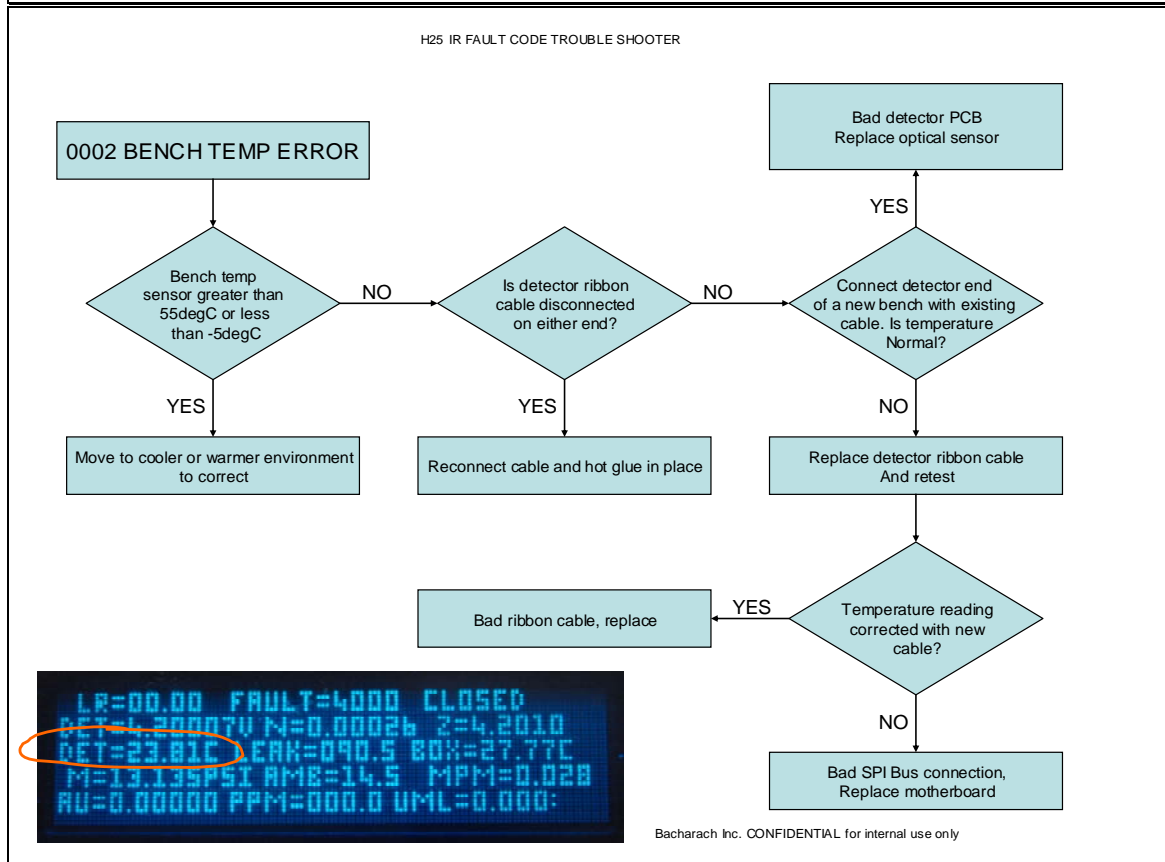 H25 IR FAULT CODE TROUBLE SHOOTER
0002 BENCH TEMP ERROR
Bench temp
sensor greater than
55degC or less
than -5degC
NO
YES
Move to cooler or warmer environment
to correct
Is detector ribbon
cable disconnected
on either end?
NO
YES
Reconnect cable and hot glue in place
Connect detector end
of a new bench with existing
cable. Is temperature
Normal?
YES
Bad detector PCB
Replace optical sensor
NO
Replace detector ribbon cable
And retest
Temperature reading
corrected with new
cable?
YES
Bad ribbon cable, replace
NO
Bad SPI Bus connection,
Replace motherboard
LR=00.00 FAULT=4000 CLOSED
DET=4.20007V N=0.00026 Z=4.2010
DET=23.81C EAK=090.5 BOX=27.77C
M=13.135PSI AMB=14.5 MPM=0.028
AU=0.00000 PPM=000.0 UML=0.000:
Bacharach Inc. CONFIDENTIAL for internal use only